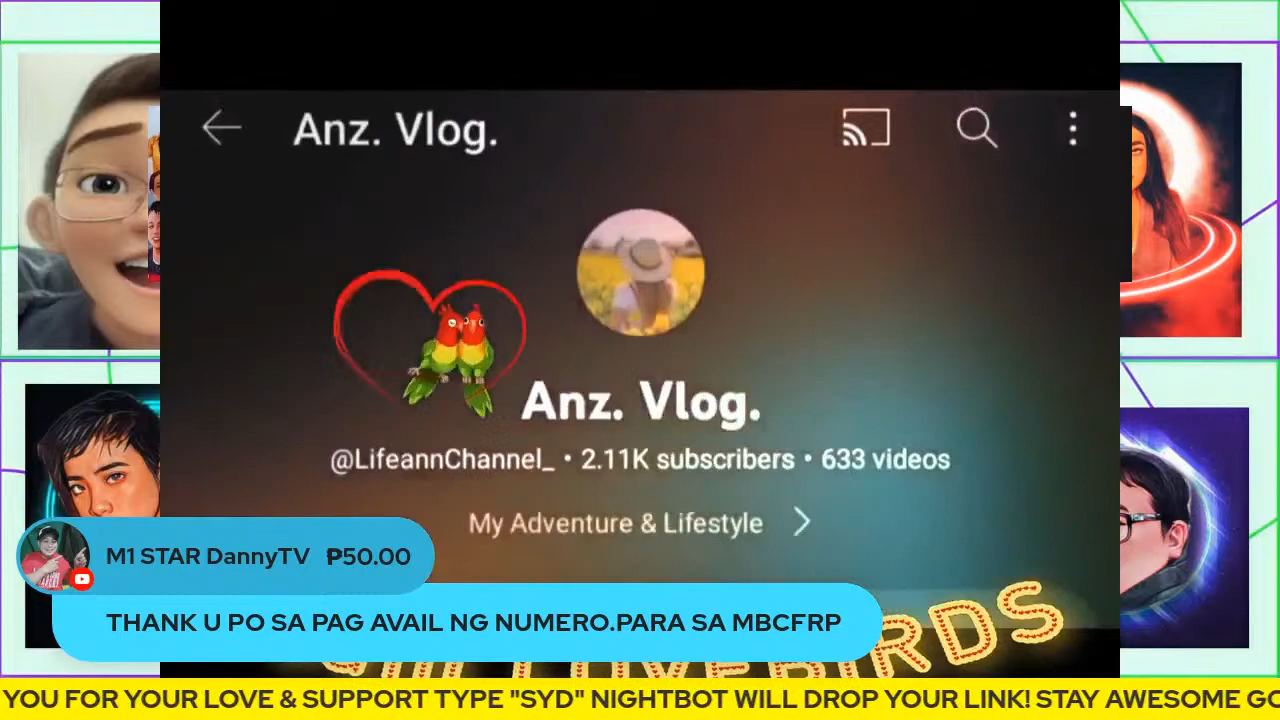 Anz. Vlog.
Anz. Vlog.
@LifeannChannel_ • 2.11K subscribers • 633 videos
My Adventure & Lifestyle
M1 STAR DannyTV ₱50.00
THANK U PO SA PAG AVAIL NG NUMERO.PARA SA MBCFRP
LOVEBIRDS
YOU FOR YOUR LOVE & SUPPORT TYPE "SYD" NIGHTBOT WILL DROP YOUR LINK! STAY AWESOME GO